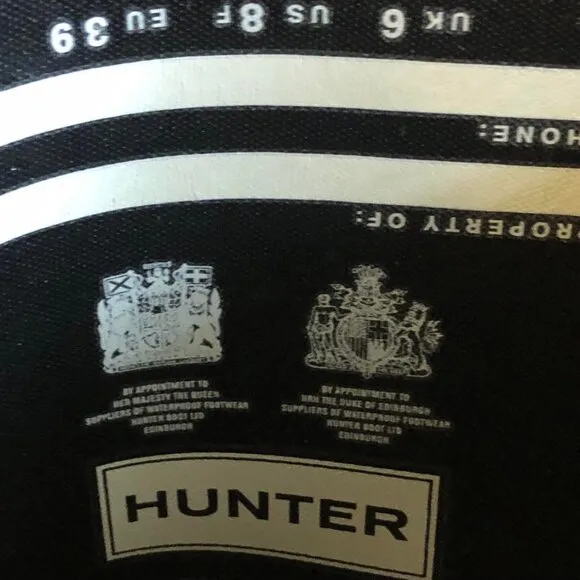 UK 6 US 8F EU 39
PHONE:
PROPERTY OF:
BY APPOINTMENT TO
HER MAJESTY THE QUEEN
SUPPLIERS OF WATERPROOF FOOTWEAR
HUNTER BOOT LTD
EDINBURGH
BY APPOINTMENT TO
HRH THE DUKE OF EDINBURGH
SUPPLIERS OF WATERPROOF FOOTWEAR
HUNTER BOOT LTD
EDINBURGH
HUNTER